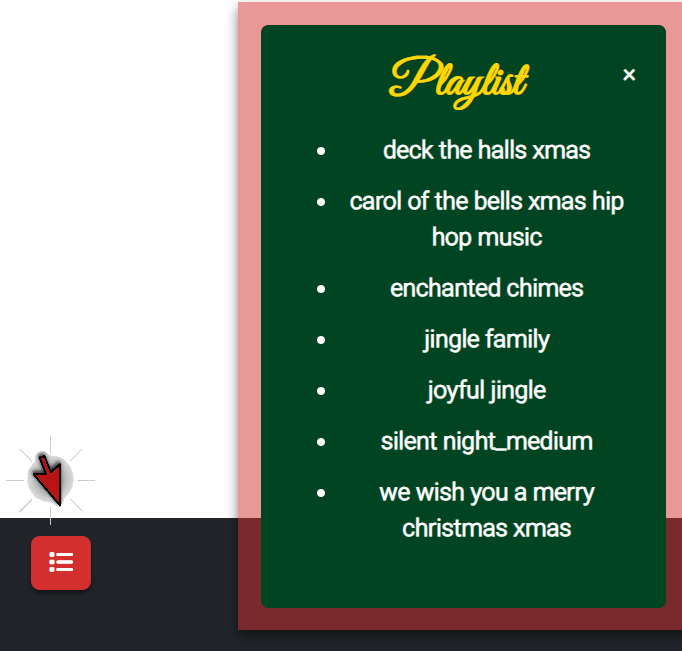 Playlist
×
deck the halls xmas
carol of the bells xmas hip
hop music
enchanted chimes
jingle family
joyful jingle
silent night_medium
we wish you a merry
christmas xmas